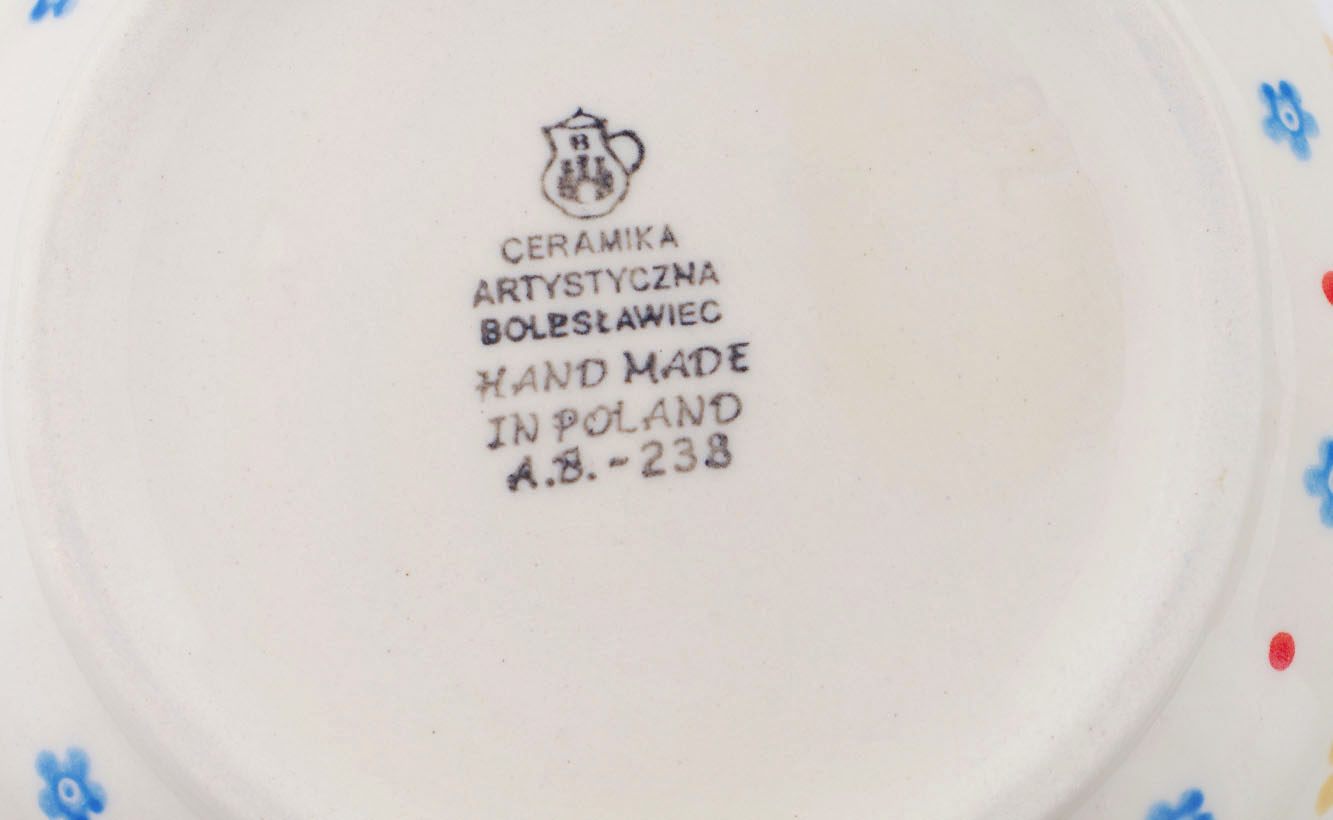 B
CERAMIKA
ARTYSTYCZNA
BOLESŁAWIEC
HAND MADE
IN POLAND
A.B.-238